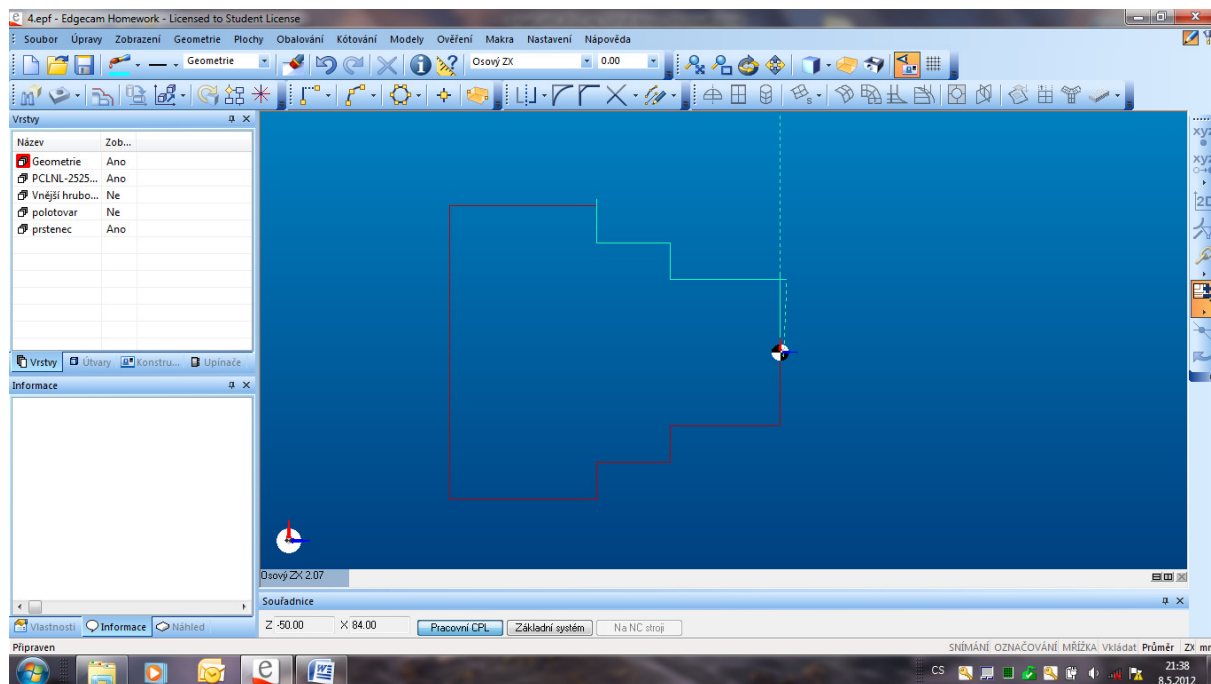 4.epf - Edgecam Homework - Licensed to Student License
Soubor Úpravy Zobrazení Geometrie Plochy Obalování Kótování Modely Ověření Makra Nastavení Nápověda
Geometrie Osový ZX 0.00
Vrstvy
Název Zob...
Geometrie Ano
PCLNL-2525... Ano
Vnější hrubo... Ne
polotovar Ne
prstenec Ano
Vrstvy Útvary Konstru... Upínače
Informace
Osový ZX 2.07
Souřadnice
Vlastnosti Informace Náhled Z -50.00 X 84.00 Pracovní CPL Základní systém Na NC stroji
Připraven SNÍMÁNÍ OZNAČOVÁNÍ MŘÍŽKA Vkládat Průměr ZX mm
CS 21:38
8.5.2012